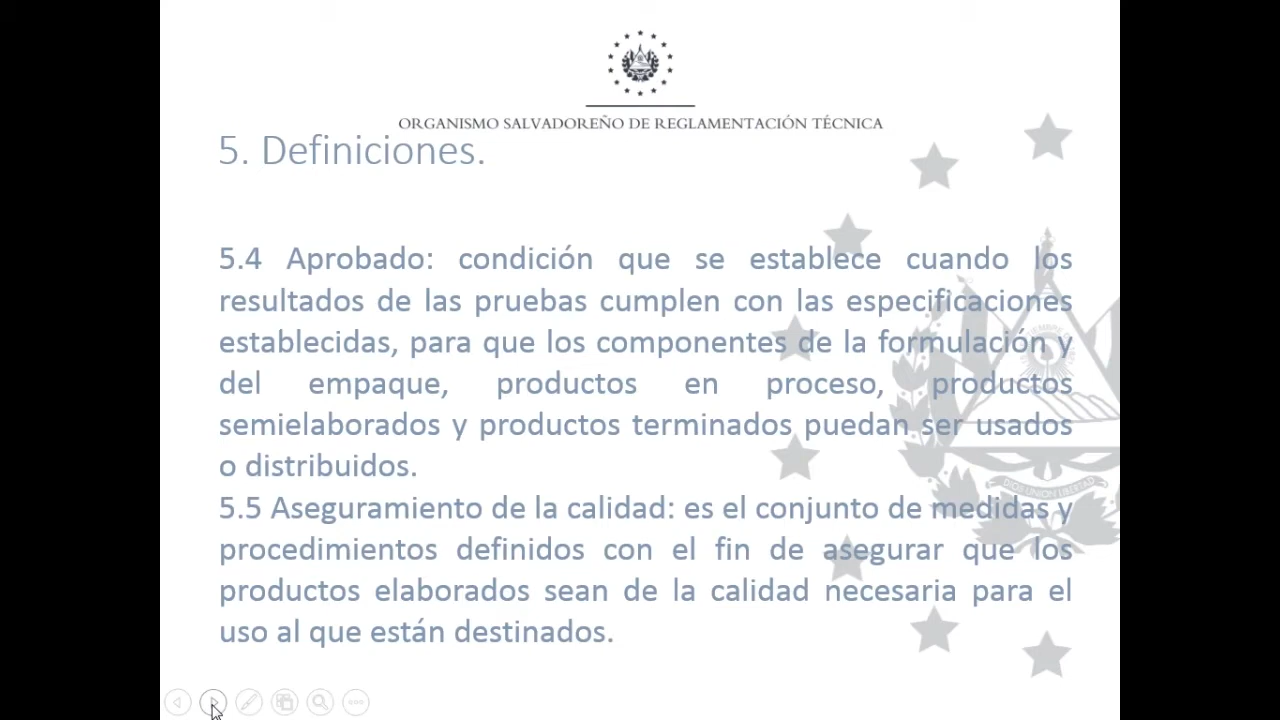 ORGANISMO SALVADOREÑO DE REGLAMENTACIÓN TÉCNICA
5. Definiciones.
5.4 Aprobado: condición que se establece cuando los
resultados de las pruebas cumplen con las especificaciones
establecidas, para que los componentes de la formulación y
del empaque, productos en proceso, productos
semielaborados y productos terminados puedan ser usados
o distribuidos.
5.5 Aseguramiento de la calidad: es el conjunto de medidas y
procedimientos definidos con el fin de asegurar que los
productos elaborados sean de la calidad necesaria para el
uso al que están destinados.
DIOS UNION LIBERTAD